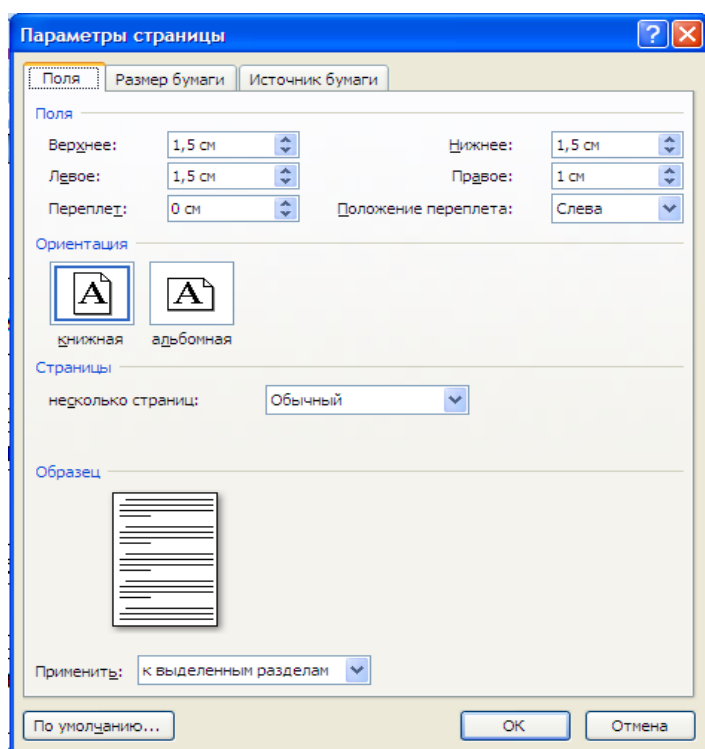 Параметры страницы
Поля Размер бумаги Источник бумаги
Поля
Верхнее: 1,5 см Нижнее: 1,5 см
Левое: 1,5 см Правое: 1 см
Переплет: 0 см Положение переплета: Слева
Ориентация
A A
книжная альбомная
Страницы
несколько страниц: Обычный
Образец
Применить: к выделенным разделам
По умолчанию... ОК Отмена